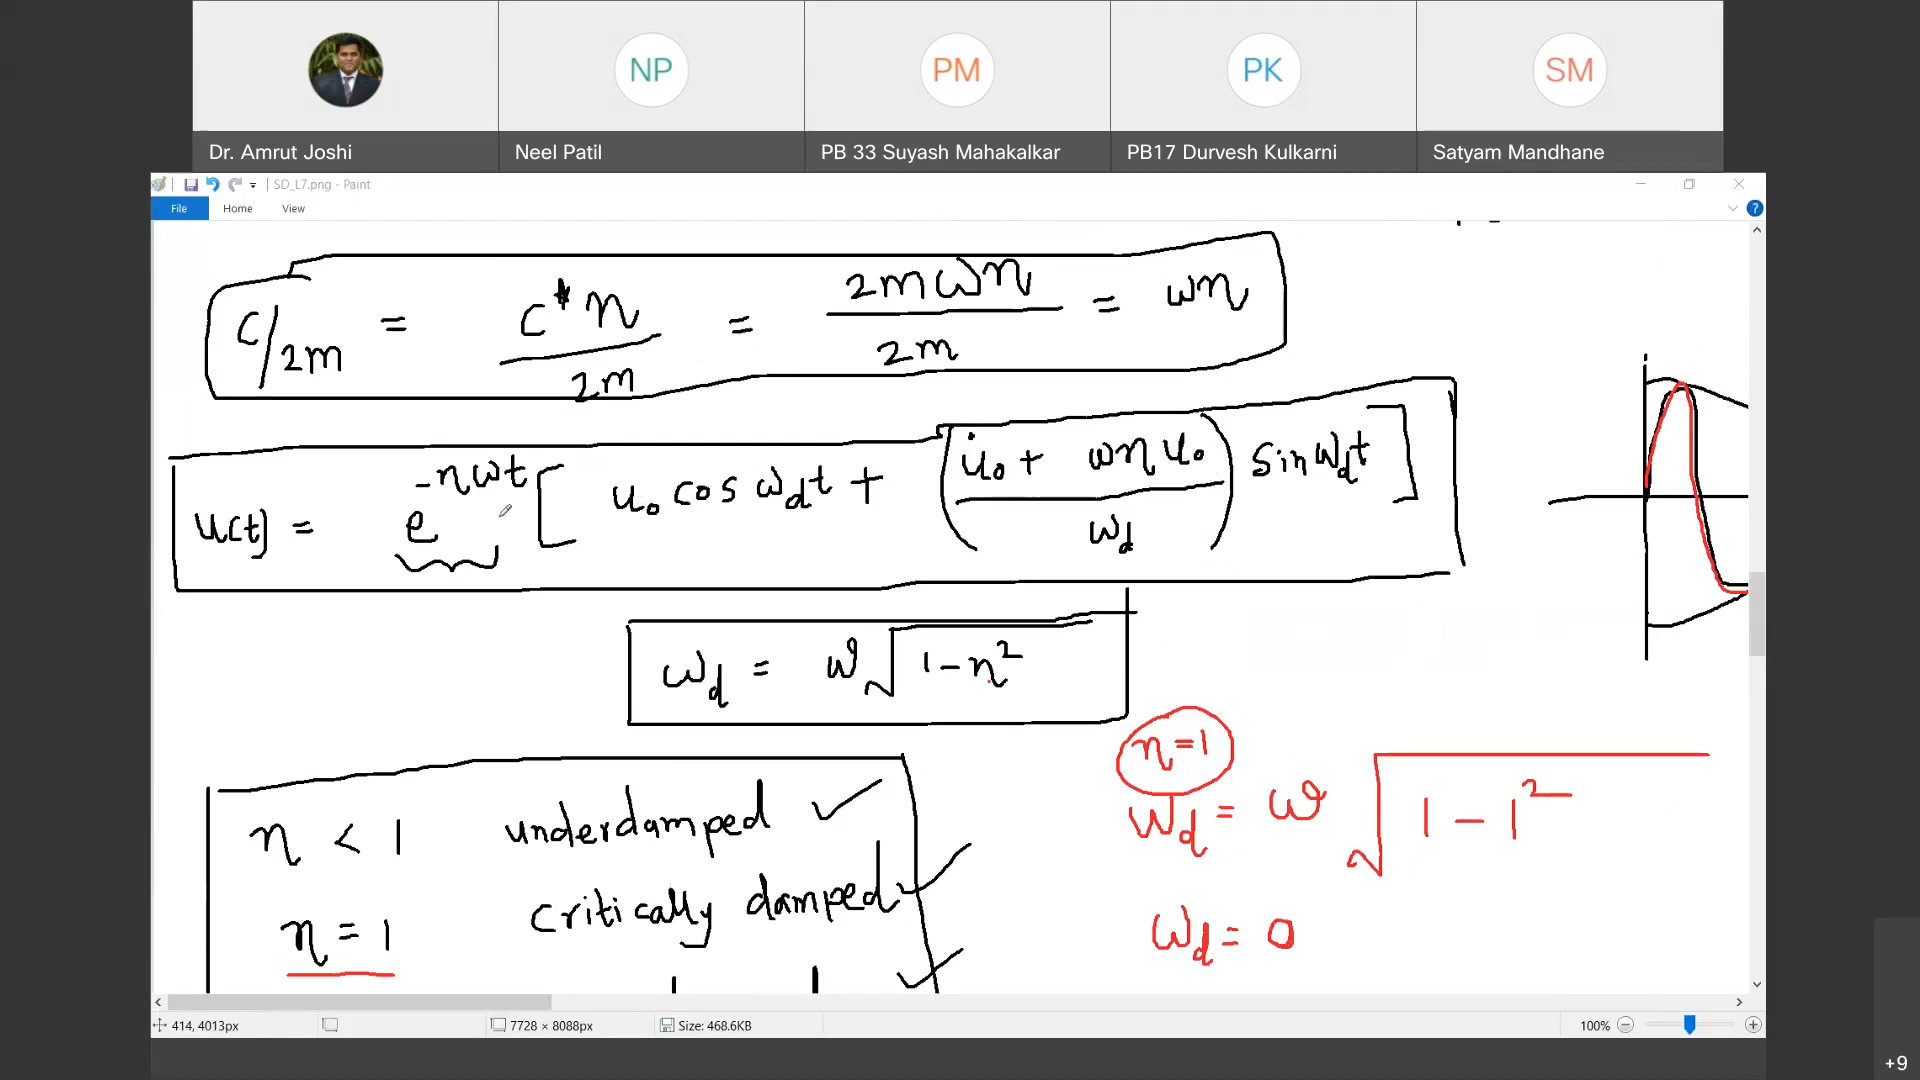 NP PM PK SM
Dr. Amrut Joshi Neel Patil PB 33 Suyash Mahakalkar PB17 Durvesh Kulkarni Satyam Mandhane
SD_L7.png - Paint
File Home View
C/2m = c*η/2m = 2mωη/2m = ωη
u(t) = e^-ηωt [ u₀ cos ω_d t + ( (u̇₀ + ωη u₀) / ω_d ) sin ω_d t ]
ω_d = ω √(1-η²)
η = 1
η < 1 underdamped ✓
ω_d = ω √(1 - 1²)
η = 1 critically damped ✓
ω_d = 0
414, 4013px 7728 × 8088px Size: 468.6KB 100%
+9